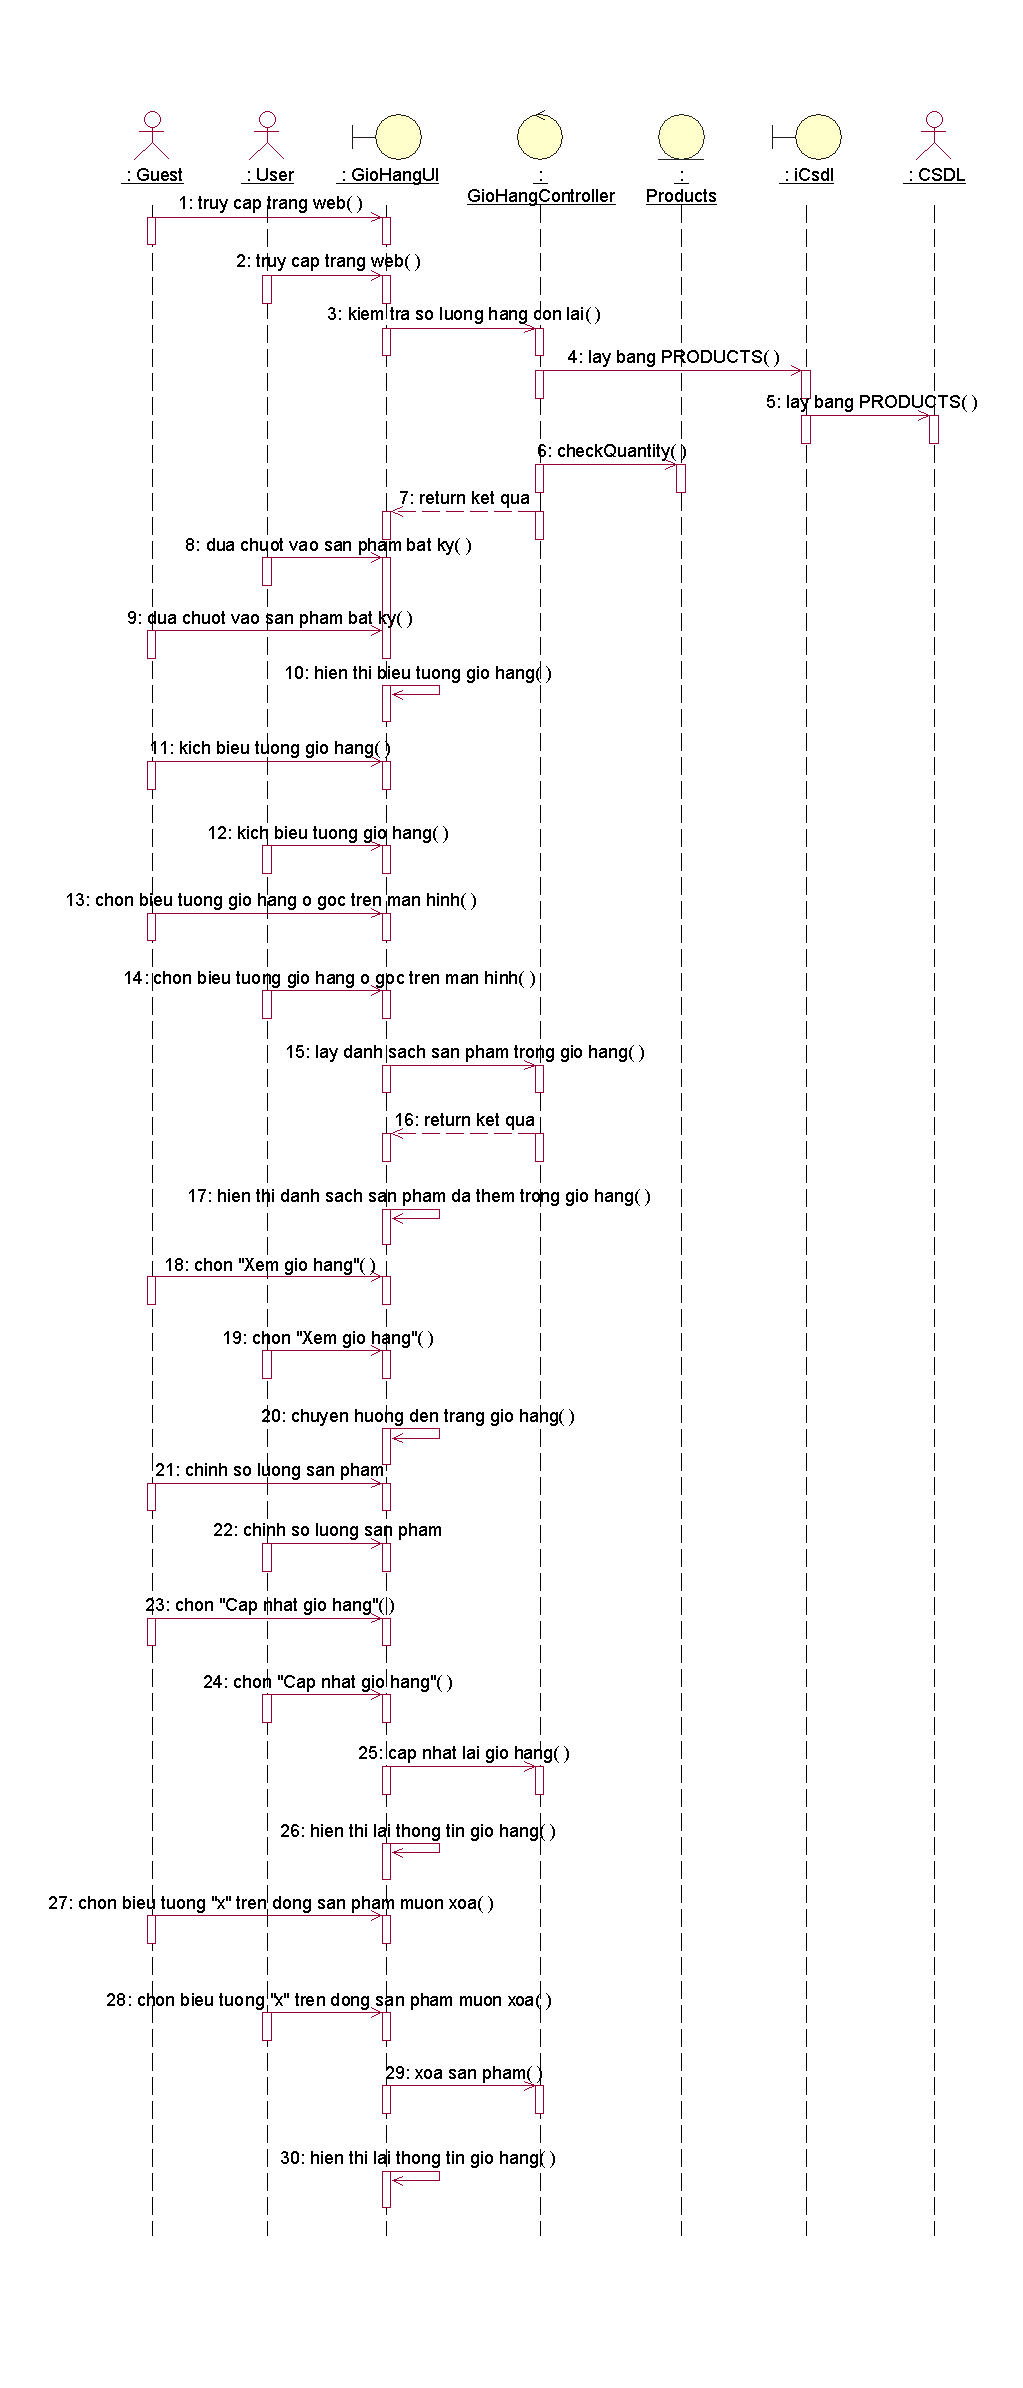 : Guest
: User
: GioHangUI
:
GioHangController
:
Products
: iCsdl
: CSDL
1: truy cap trang web( )
2: truy cap trang web( )
3: kiem tra so luong hang con lai( )
4: lay bang PRODUCTS( )
5: lay bang PRODUCTS( )
6: checkQuantity( )
7: return ket qua
8: dua chuot vao san pham bat ky( )
9: dua chuot vao san pham bat ky( )
10: hien thi bieu tuong gio hang( )
11: kich bieu tuong gio hang( )
12: kich bieu tuong gio hang( )
13: chon bieu tuong gio hang o goc tren man hinh( )
14: chon bieu tuong gio hang o goc tren man hinh( )
15: lay danh sach san pham trong gio hang( )
16: return ket qua
17: hien thi danh sach san pham da them trong gio hang( )
18: chon "Xem gio hang"( )
19: chon "Xem gio hang"( )
20: chuyen huong den trang gio hang( )
21: chinh so luong san pham
22: chinh so luong san pham
23: chon "Cap nhat gio hang"( )
24: chon "Cap nhat gio hang"( )
25: cap nhat lai gio hang( )
26: hien thi lai thong tin gio hang( )
27: chon bieu tuong "x" tren dong san pham muon xoa( )
28: chon bieu tuong "x" tren dong san pham muon xoa( )
29: xoa san pham( )
30: hien thi lai thong tin gio hang( )